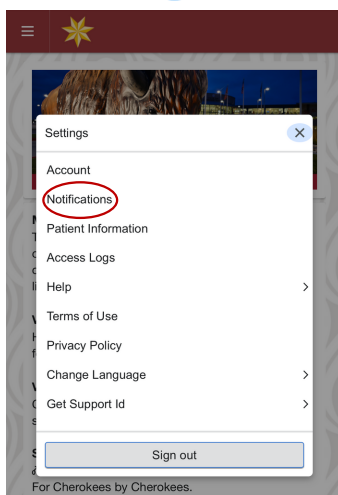 Settings
Account
Notifications
Patient Information
Access Logs
Help
Terms of Use
Privacy Policy
Change Language
Get Support Id
Sign out
For Cherokees by Cherokees.